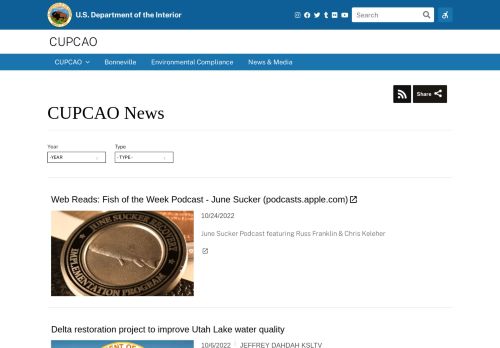 U.S. Department of the Interior
Search
CUPCAO
CUPCAO
Bonneville
Environmental Compliance
News & Media
Share
CUPCAO News
Year
Type
-YEAR
- TYPE -
Web Reads: Fish of the Week Podcast - June Sucker (podcasts.apple.com)
JUNE SUCKER RECOVERY
IMPLEMENTATION PROGRAM
10/24/2022
June Sucker Podcast featuring Russ Franklin & Chris Keleher
Delta restoration project to improve Utah Lake water quality
10/6/2022
JEFFREY DAHDAH KSLTV